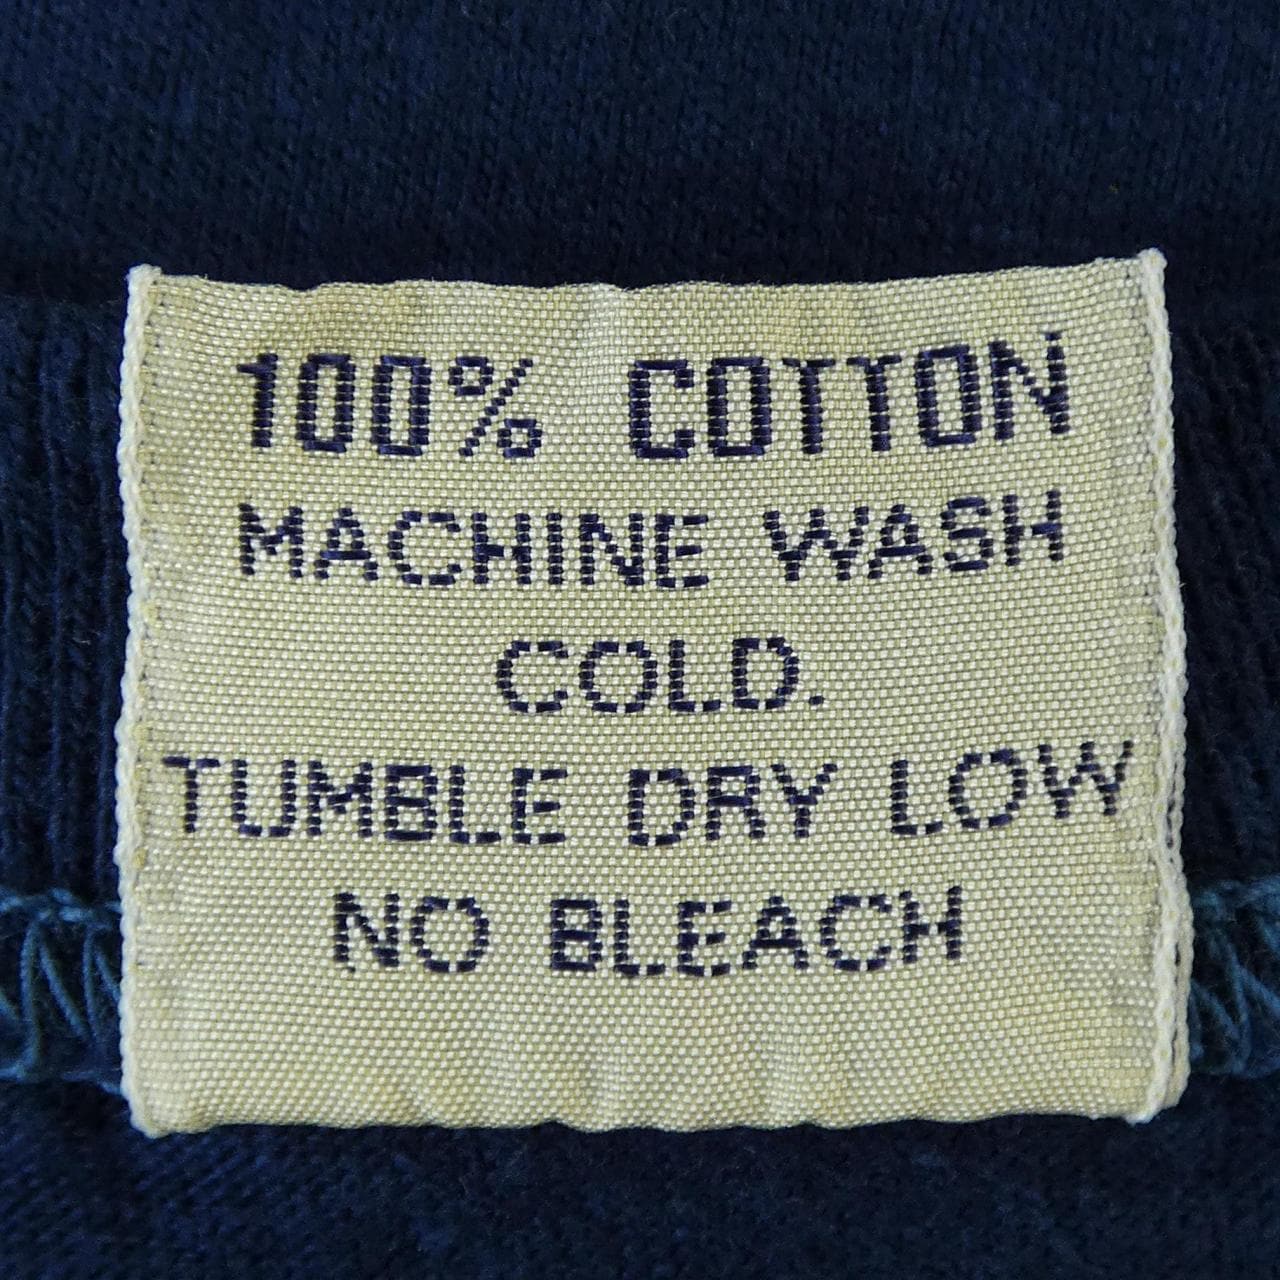 100% COTTON
MACHINE WASH
COLD.
TUMBLE DRY LOW
NO BLEACH